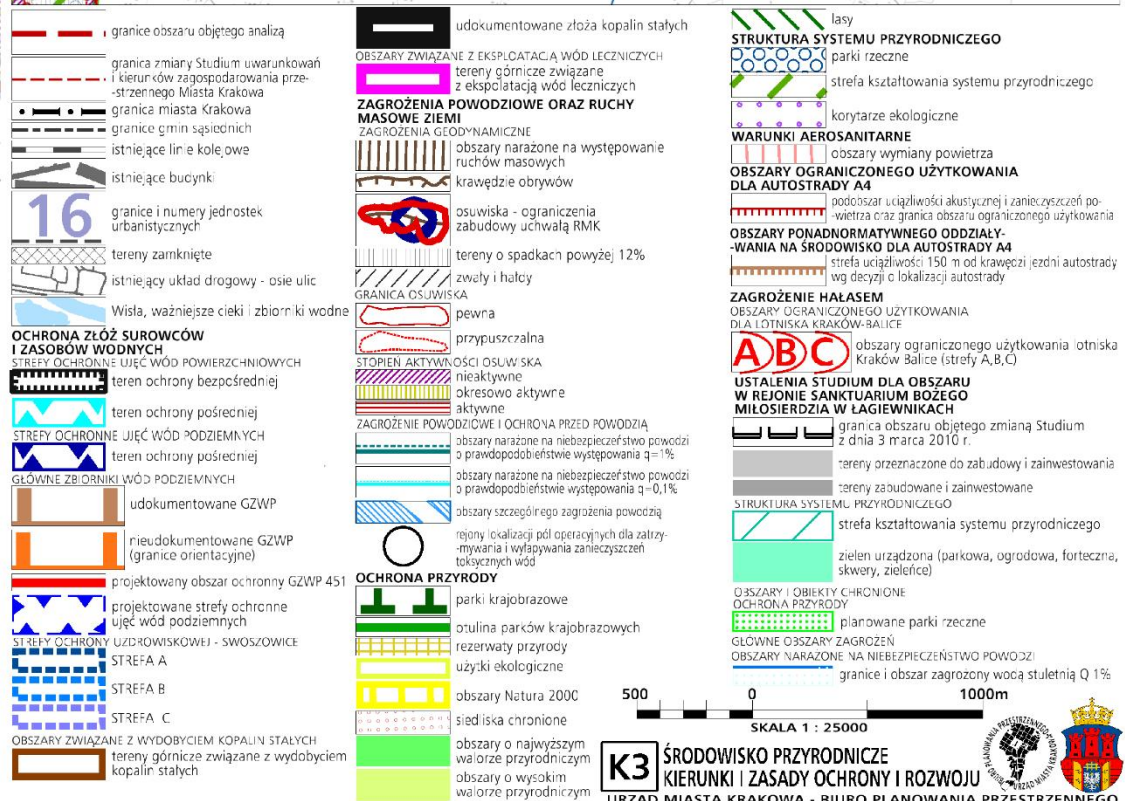 granice obszaru objętego analizą
granica zmiany Studium uwarunkowań
i kierunków zagospodarowania prze-
-strzennego Miasta Krakowa
granica miasta Krakowa
granice gmin sąsiednich
istniejące linie kolejowe
istniejące budynki
16
granice i numery jednostek
urbanistycznych
tereny zamknięte
istniejący układ drogowy - osie ulic
Wisła, ważniejsze cieki i zbiorniki wodne
OCHRONA ZŁÓŻ SUROWCÓW
I ZASOBÓW WODNYCH
STREFY OCHRONNE UJĘĆ WÓD POWIERZCHNIOWYCH
teren ochrony bezpośredniej
teren ochrony pośredniej
STREFY OCHRONNE UJĘĆ WÓD PODZIEMNYCH
teren ochrony pośredniej
GŁÓWNE ZBIORNIKI WÓD PODZIEMNYCH
udokumentowane GZWP
nieudokumentowane GZWP
(granice orientacyjne)
projektowany obszar ochronny GZWP 451
projektowane strefy ochronne
ujęć wód podziemnych
STREFY OCHRONY UZDROWISKOWEJ - SWOSZOWICE
STREFA A
STREFA B
STREFA C
OBSZARY ZWIĄZANE Z WYDOBYCIEM KOPALIN STAŁYCH
tereny górnicze związane z wydobyciem
kopalin stałych
udokumentowane złoża kopalin stałych
OBSZARY ZWIĄZANE Z EKSPLOATACJĄ WÓD LECZNICZYCH
tereny górnicze związane
z ekspolatacją wód leczniczych
ZAGROŻENIA POWODZIOWE ORAZ RUCHY
MASOWE ZIEMI
ZAGROŻENIA GEODYNAMICZNE
obszary narażone na występowanie
ruchów masowych
krawędzie obrywów
osuwiska - ograniczenia
zabudowy uchwałą RMK
tereny o spadkach powyżej 12%
zwały i hałdy
GRANICA OSUWISKA
pewna
przypuszczalna
STOPIEŃ AKTYWNOŚCI OSUWISKA
nieaktywne
okresowo aktywne
aktywne
ZAGROŻENIE POWODZIOWE I OCHRONA PRZED POWODZIĄ
obszary narażone na niebezpieczeństwo powodzi
o prawdopodobieństwie występowania q=1%
obszary narażone na niebezpieczeństwo powodzi
o prawdopodbieństwie występowania q=0,1%
obszary szczególnego zagrożenia powodzią
rejony lokalizacji pól operacyjnych dla zatrzy-
-mywania i wyłapywania zanieczyszczeń
toksycznych wód
OCHRONA PRZYRODY
parki krajobrazowe
otulina parków krajobrazowych
rezerwaty przyrody
użytki ekologiczne
obszary Natura 2000
siedliska chronione
obszary o najwyższym
walorze przyrodniczym
obszary o wysokim
walorze przyrodniczym
lasy
STRUKTURA SYSTEMU PRZYRODNICZEGO
parki rzeczne
strefa kształtowania systemu przyrodniczego
korytarze ekologiczne
WARUNKI AEROSANITARNE
obszary wymiany powietrza
OBSZARY OGRANICZONEGO UŻYTKOWANIA
DLA AUTOSTRADY A4
podobszar uciążliwości akustycznej i zanieczyszczeń po-
-wietrza oraz granica obszaru ograniczonego użytkowania
OBSZARY PONADNORMATYWNEGO ODDZIAŁY-
-WANIA NA ŚRODOWISKO DLA AUTOSTRADY A4
strefa uciążliwości 150 m od krawędzi jezdni autostrady
wg decyzji o lokalizacji autostrady
ZAGROŻENIE HAŁASEM
OBSZARY OGRANICZONEGO UŻYTKOWANIA
DLA LOTNISKA KRAKÓW-BALICE
A B C
obszary ograniczonego użytkowania lotniska
Kraków Balice (strefy A,B,C)
USTALENIA STUDIUM DLA OBSZARU
W REJONIE SANKTUARIUM BOŻEGO
MIŁOSIERDZIA W ŁAGIEWNIKACH
granica obszaru objętego zmianą Studium
z dnia 3 marca 2010 r.
tereny przeznaczone do zabudowy i zainwestowania
tereny zabudowane i zainwestowane
STRUKTURA SYSTEMU PRZYRODNICZEGO
strefa kształtowania systemu przyrodniczego
zielen urządzona (parkowa, ogrodowa, forteczna,
skwery, zieleńce)
OBSZARY I OBIEKTY CHRONIONE
OCHRONA PRZYRODY
planowane parki rzeczne
GŁÓWNE OBSZARY ZAGROŻEŃ
OBSZARY NARAŻONE NA NIEBEZPIECZEŃSTWO POWODZI
granice i obszar zagrożony wodą stuletnią Q 1%
500 0 1000m
SKALA 1 : 25000
K3
ŚRODOWISKO PRZYRODNICZE
KIERUNKI I ZASADY OCHRONY I ROZWOJU
URZĄD MIASTA KRAKOWA - BIURO PLANOWANIA PRZESTRZENNEGO